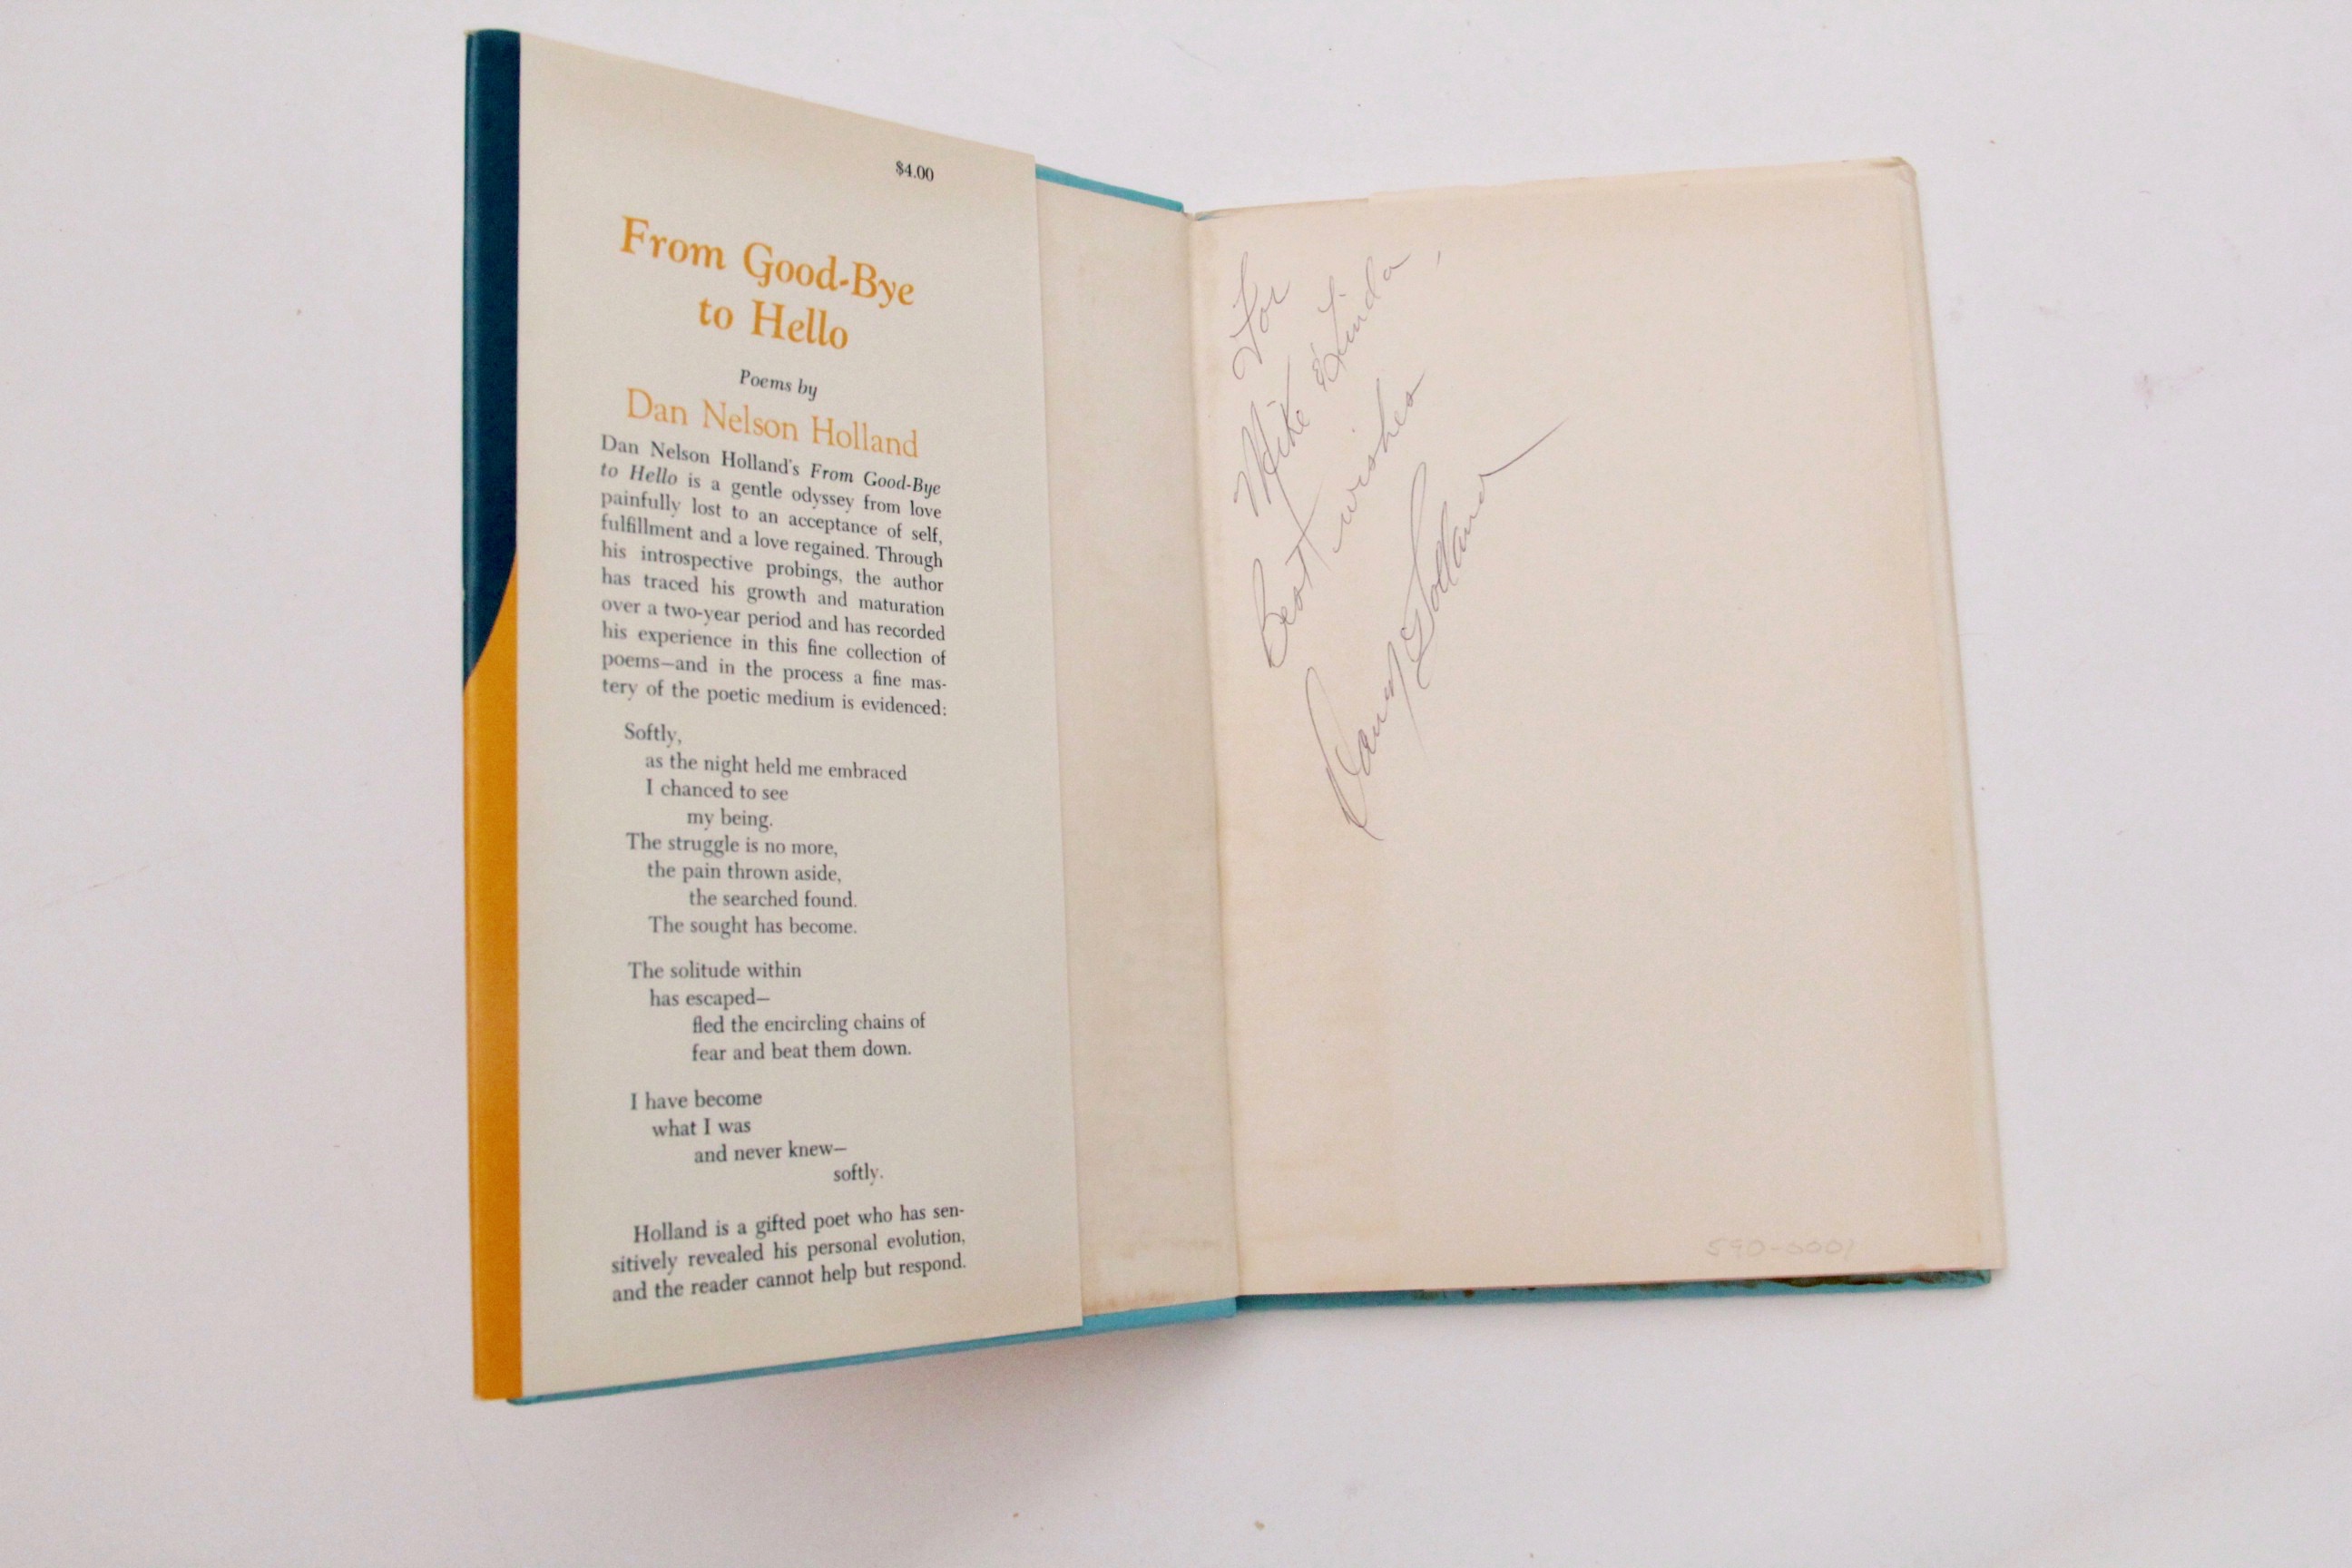 $4.00
From Good-Bye
to Hello
Poems by
Dan Nelson Holland
Dan Nelson Holland's From Good-Bye
to Hello is a gentle odyssey from love
painfully lost to an acceptance of self,
fulfillment and a love regained. Through
his introspective probings, the author
has traced his growth and maturation
over a two-year period and has recorded
his experience in this fine collection of
poems—and in the process a fine mas-
tery of the poetic medium is evidenced:
Softly,
as the night held me embraced
I chanced to see
my being.
The struggle is no more,
the pain thrown aside,
the searched found.
The sought has become.
The solitude within
has escaped—
fled the encircling chains of
fear and beat them down.
I have become
what I was
and never knew—
softly.
Holland is a gifted poet who has sen-
sitively revealed his personal evolution,
and the reader cannot help but respond.
For
Mike & Linda,
Best wishes
Danny Holland
590-0001